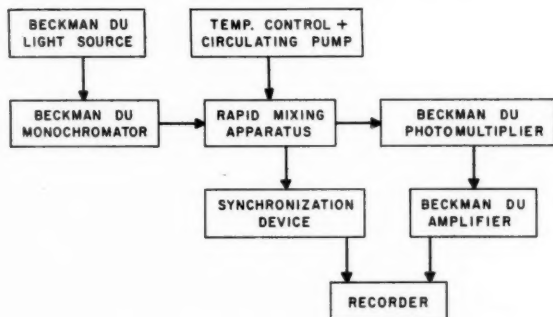 BECKMAN DU
LIGHT SOURCE
TEMP. CONTROL +
CIRCULATING PUMP
BECKMAN DU
MONOCHROMATOR
RAPID MIXING
APPARATUS
BECKMAN DU
PHOTOMULTIPLIER
SYNCHRONIZATION
DEVICE
BECKMAN DU
AMPLIFIER
RECORDER